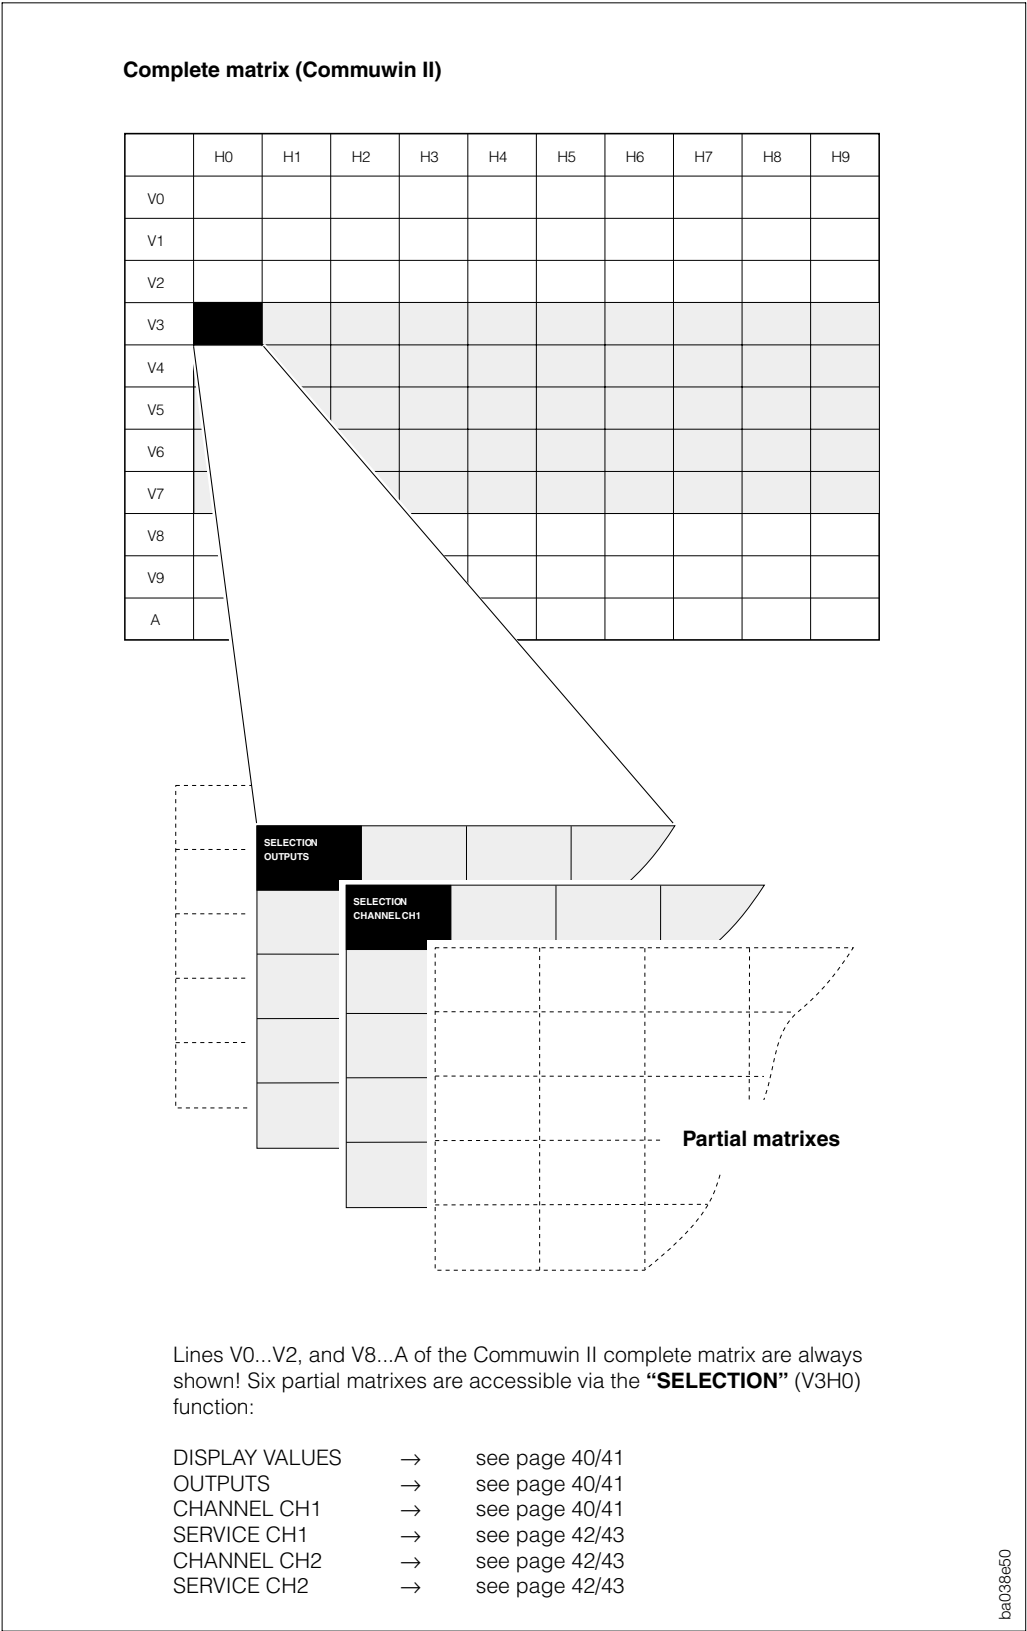 Complete matrix (Commuwin II)
H0 H1 H2 H3 H4 H5 H6 H7 H8 H9
V0
V1
V2
V3
V4
V5
V6
V7
V8
V9
A
SELECTION
OUTPUTS
SELECTION
CHANNEL CH1
Partial matrixes
Lines V0...V2, and V8...A of the Commuwin II complete matrix are always
shown! Six partial matrixes are accessible via the “SELECTION” (V3H0)
function:
DISPLAY VALUES → see page 40/41
OUTPUTS → see page 40/41
CHANNEL CH1 → see page 40/41
SERVICE CH1 → see page 42/43
CHANNEL CH2 → see page 42/43
SERVICE CH2 → see page 42/43
ba038e50